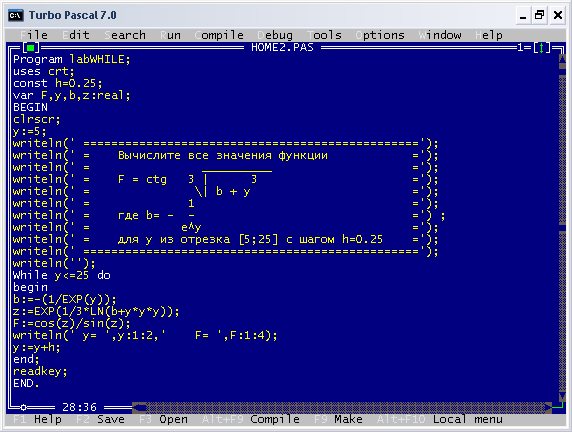 Turbo Pascal 7.0
File Edit Search Run Compile Debug Tools Options Window Help
HOME2.PAS 1=[↕]
Program labWHILE;
uses crt;
const h=0.25;
var F,y,b,z:real;
BEGIN
clrscr;
y:=5;
writeln(' ================================================');
writeln(' =    Вычислите все значения функции            =');
writeln(' =                __________                    =');
writeln(' =    F = ctg   3 |      3                      =');
writeln(' =               \| b + y                       =');
writeln(' =              1                               =');
writeln(' =    где b= -  -                               =') ;
writeln(' =             e^y                              =');
writeln(' =    для y из отрезка [5;25] с шагом h=0.25    =');
writeln(' ================================================');
writeln('');
While y<=25 do
begin
b:=-(1/EXP(y));
z:=EXP(1/3*LN(b+y*y*y));
F:=cos(z)/sin(z);
writeln(' y= ',y:1:2,'    F= ',F:1:4);
y:=y+h;
end;
readkey;
END.
28:36
F1 Help F2 Save F3 Open Alt+F9 Compile F9 Make Alt+F10 Local menu